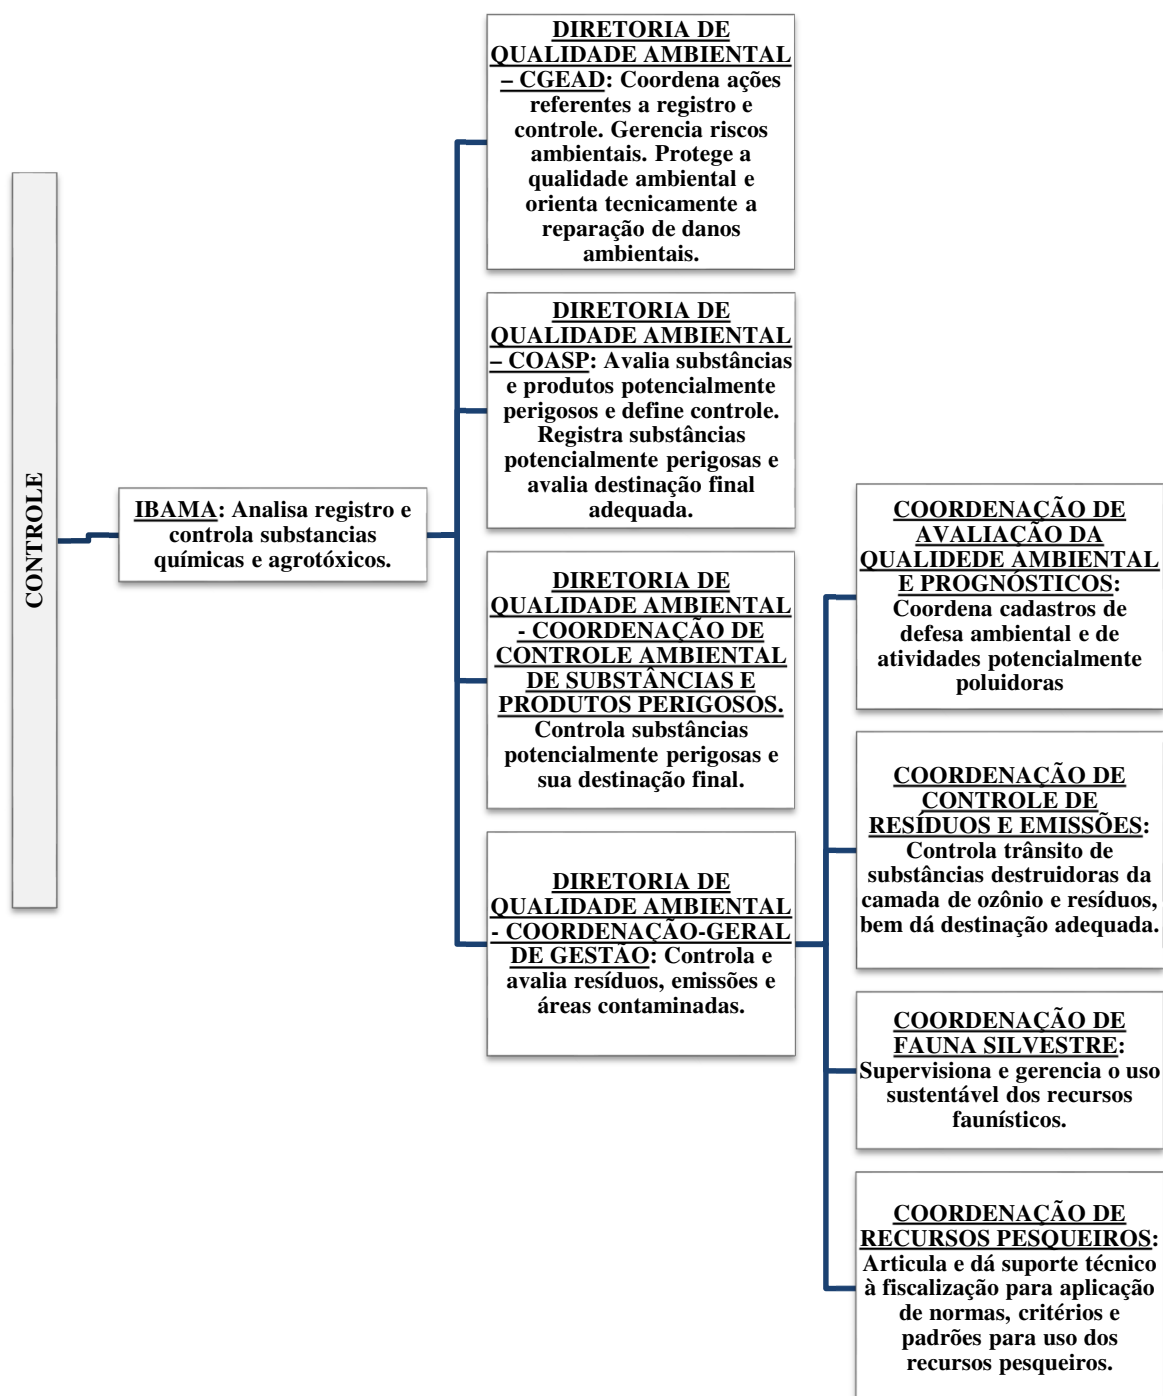 CONTROLE
IBAMA: Analisa registro e
controla substancias
químicas e agrotóxicos.
DIRETORIA DE
QUALIDADE AMBIENTAL
– CGEAD: Coordena ações
referentes a registro e
controle. Gerencia riscos
ambientais. Protege a
qualidade ambiental e
orienta tecnicamente a
reparação de danos
ambientais.
DIRETORIA DE
QUALIDADE AMBIENTAL
– COASP: Avalia substâncias
e produtos potencialmente
perigosos e define controle.
Registra substâncias
potencialmente perigosas e
avalia destinação final
adequada.
DIRETORIA DE
QUALIDADE AMBIENTAL
- COORDENAÇÃO DE
CONTROLE AMBIENTAL
DE SUBSTÂNCIAS E
PRODUTOS PERIGOSOS.
Controla substâncias
potencialmente perigosas e
sua destinação final.
DIRETORIA DE
QUALIDADE AMBIENTAL
- COORDENAÇÃO-GERAL
DE GESTÃO: Controla e
avalia resíduos, emissões e
áreas contaminadas.
COORDENAÇÃO DE
AVALIAÇÃO DA
QUALIDEDE AMBIENTAL
E PROGNÓSTICOS:
Coordena cadastros de
defesa ambiental e de
atividades potencialmente
poluidoras
COORDENAÇÃO DE
CONTROLE DE
RESÍDUOS E EMISSÕES:
Controla trânsito de
substâncias destruidoras da
camada de ozônio e resíduos,
bem dá destinação adequada.
COORDENAÇÃO DE
FAUNA SILVESTRE:
Supervisiona e gerencia o uso
sustentável dos recursos
faunísticos.
COORDENAÇÃO DE
RECURSOS PESQUEIROS:
Articula e dá suporte técnico
à fiscalização para aplicação
de normas, critérios e
padrões para uso dos
recursos pesqueiros.